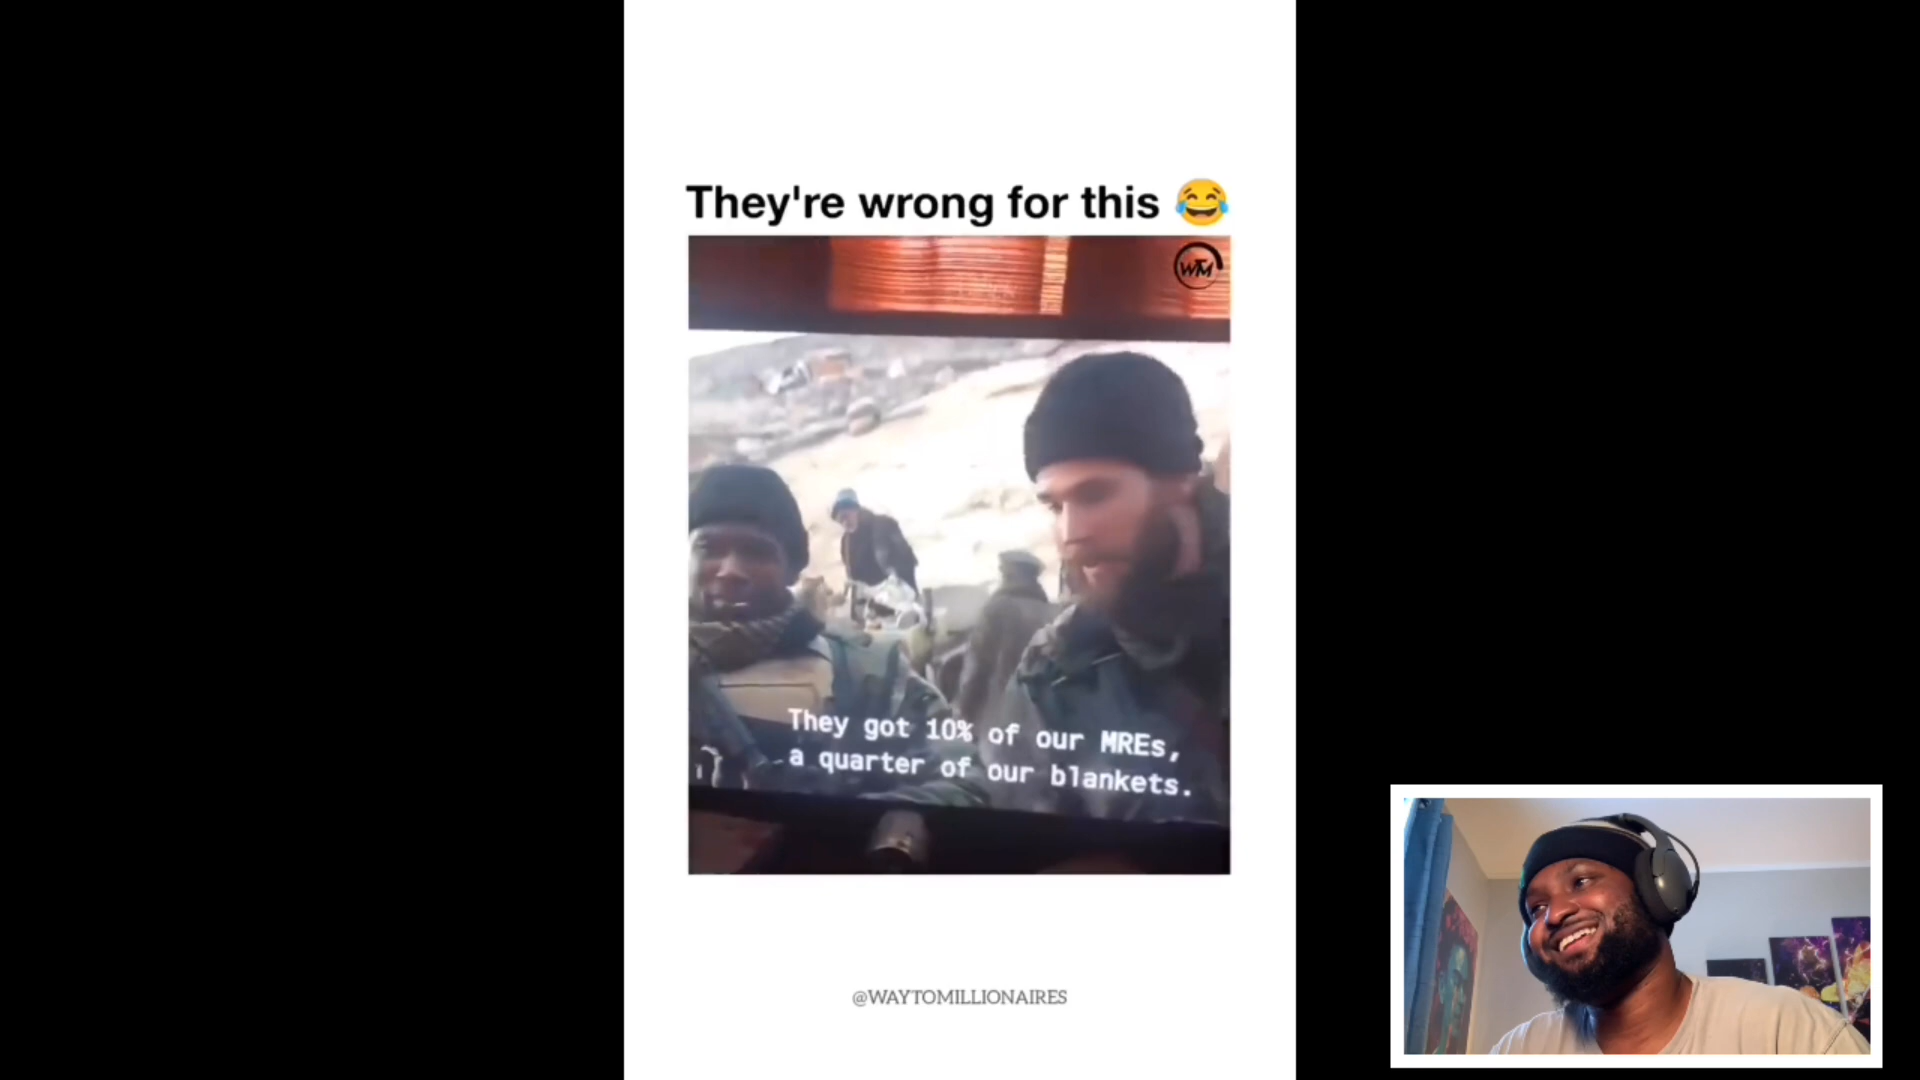 They're wrong for this 😂
WTM
They got 10% of our MREs,
a quarter of our blankets.
@WAYTOMILLIONAIRES